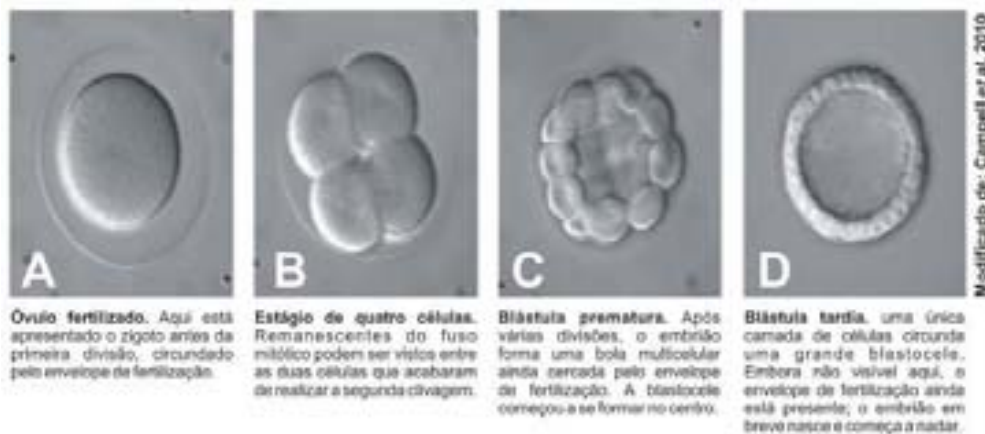 A
B
C
D
Óvulo fertilizado. Aqui está
apresentado o zigoto antes da
primeira divisão, circundado
pelo envelope de fertilização.
Estágio de quatro células.
Remanescentes do fuso
mitótico podem ser vistos entre
as duas células que acabaram
de realizar a segunda clivagem.
Blástula prematura. Após
várias divisões, o embrião
forma uma bola multicelular
ainda cercada pelo envelope
de fertilização. A blastocele
começou a se formar no centro.
Blástula tardia. uma única
camada de células circunda
uma grande blastocele.
Embora não visível aqui, o
envelope de fertilização ainda
está presente; o embrião em
breve nasce e começa a nadar.
Modificado de: Campell et al. 2010